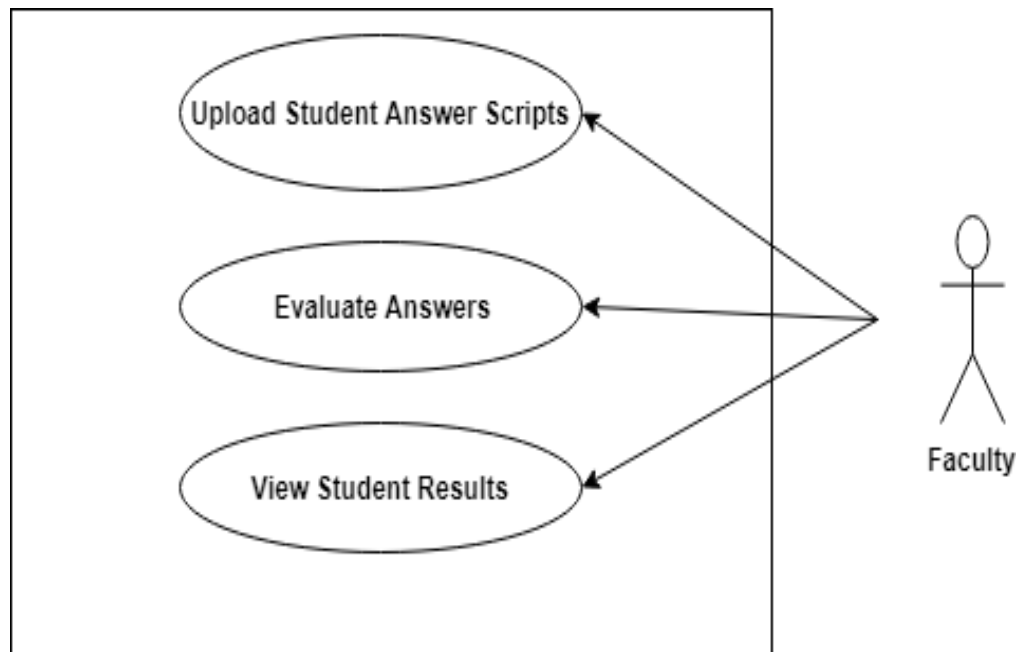 Upload Student Answer Scripts
Evaluate Answers
View Student Results
Faculty